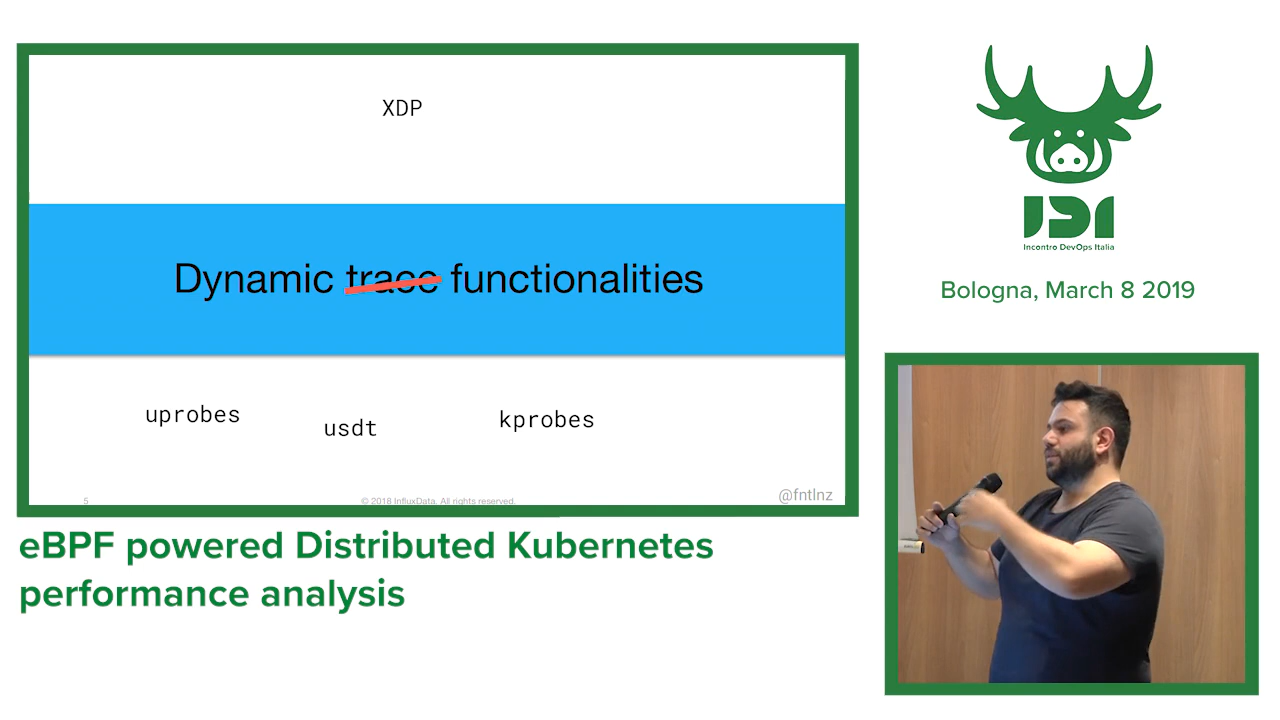 XDP
Dynamic trace functionalities
uprobes
usdt
kprobes
5
© 2018 InfluxData. All rights reserved.
@fntlnz
eBPF powered Distributed Kubernetes
performance analysis
IDI
Incontro DevOps Italia
Bologna, March 8 2019